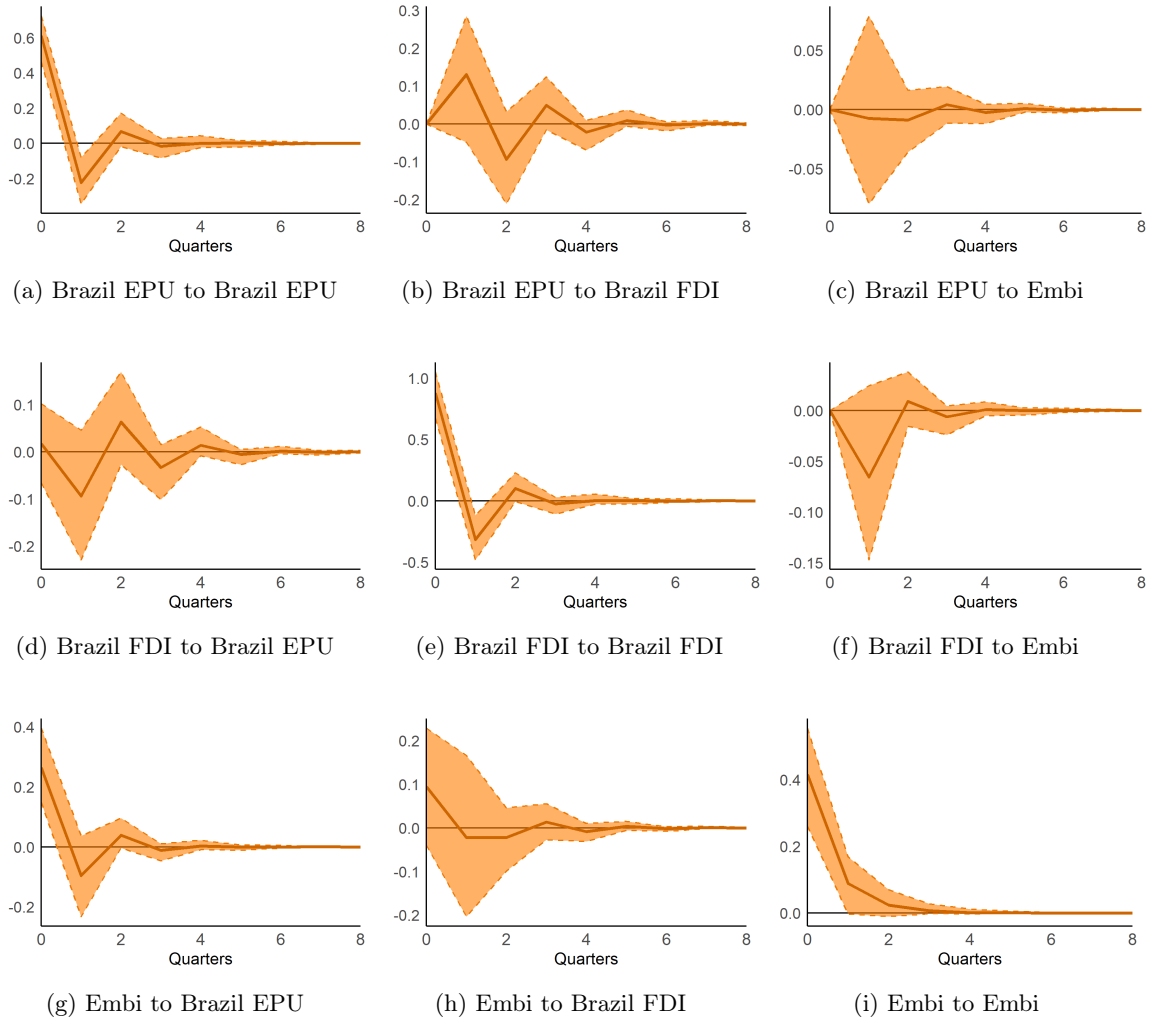 0.6
0.4
0.2
0.0
-0.2
0 2 4 6 8
Quarters
(a) Brazil EPU to Brazil EPU
0.3
0.2
0.1
0.0
-0.1
-0.2
0 2 4 6 8
Quarters
(b) Brazil EPU to Brazil FDI
0.05
0.00
-0.05
0 2 4 6 8
Quarters
(c) Brazil EPU to Embi
0.1
0.0
-0.1
-0.2
0 2 4 6 8
Quarters
(d) Brazil FDI to Brazil EPU
1.0
0.5
0.0
-0.5
0 2 4 6 8
Quarters
(e) Brazil FDI to Brazil FDI
0.00
-0.05
-0.10
-0.15
0 2 4 6 8
Quarters
(f) Brazil FDI to Embi
0.4
0.2
0.0
-0.2
0 2 4 6 8
Quarters
(g) Embi to Brazil EPU
0.2
0.1
0.0
-0.1
-0.2
0 2 4 6 8
Quarters
(h) Embi to Brazil FDI
0.4
0.2
0.0
0 2 4 6 8
Quarters
(i) Embi to Embi